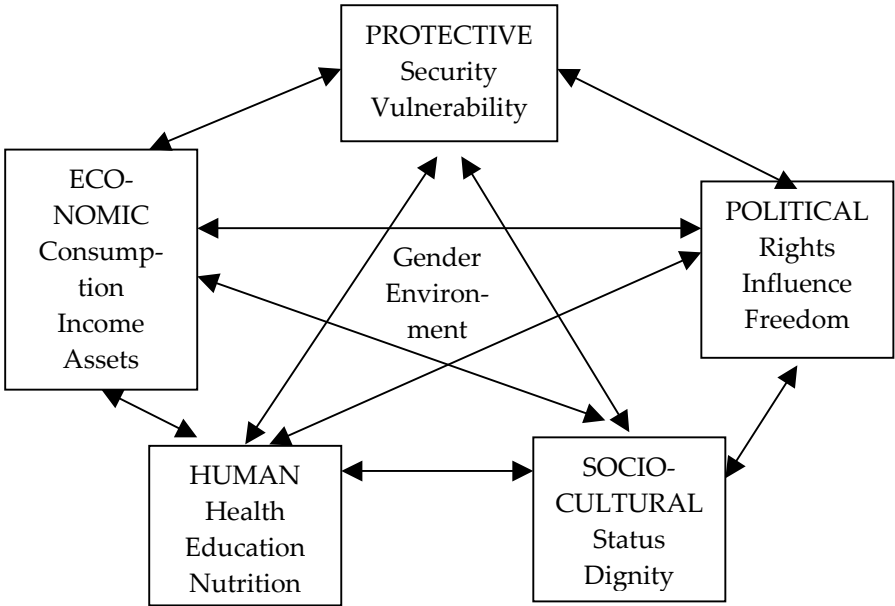 PROTECTIVE
Security
Vulnerability
ECO-
NOMIC
Consump-
tion
Income
Assets
Gender
Environ-
ment
POLITICAL
Rights
Influence
Freedom
HUMAN
Health
Education
Nutrition
SOCIO-
CULTURAL
Status
Dignity